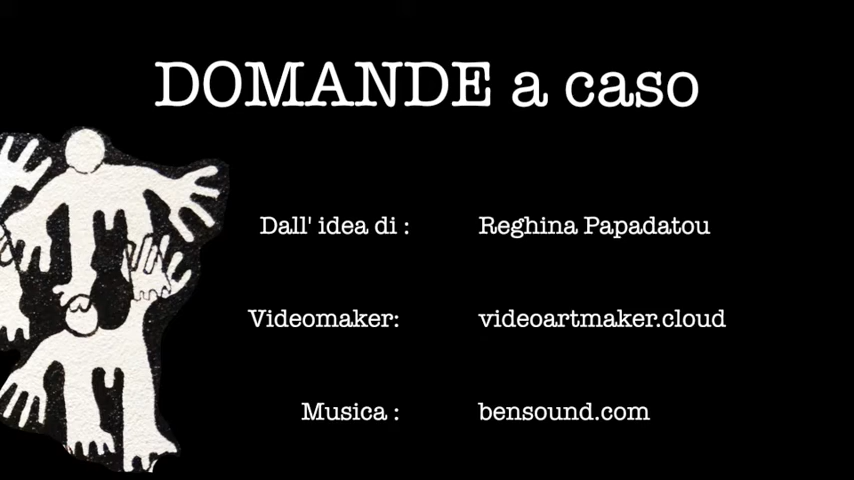 DOMANDE a caso
Dall' idea di : Reghina Papadatou
Videomaker: videoartmaker.cloud
Musica : bensound.com